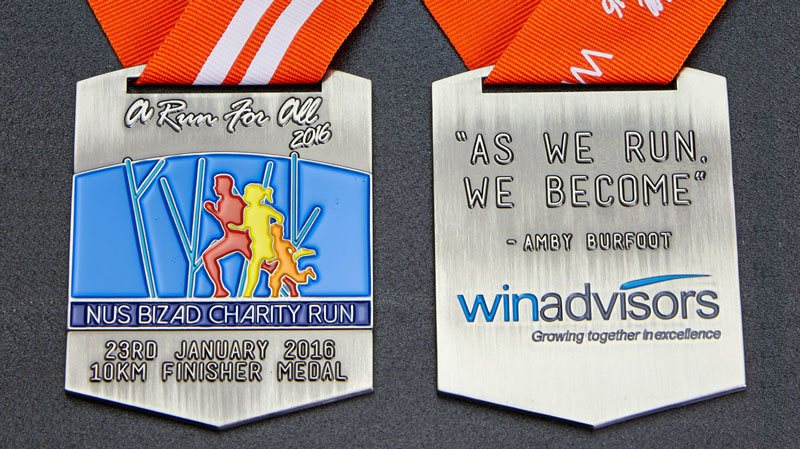 A Run For All
2016
NUS BIZAD CHARITY RUN
23RD JANUARY 2016
10KM FINISHER MEDAL
"AS WE RUN,
WE BECOME"
- AMBY BURFOOT
winadvisors
Growing together in excellence